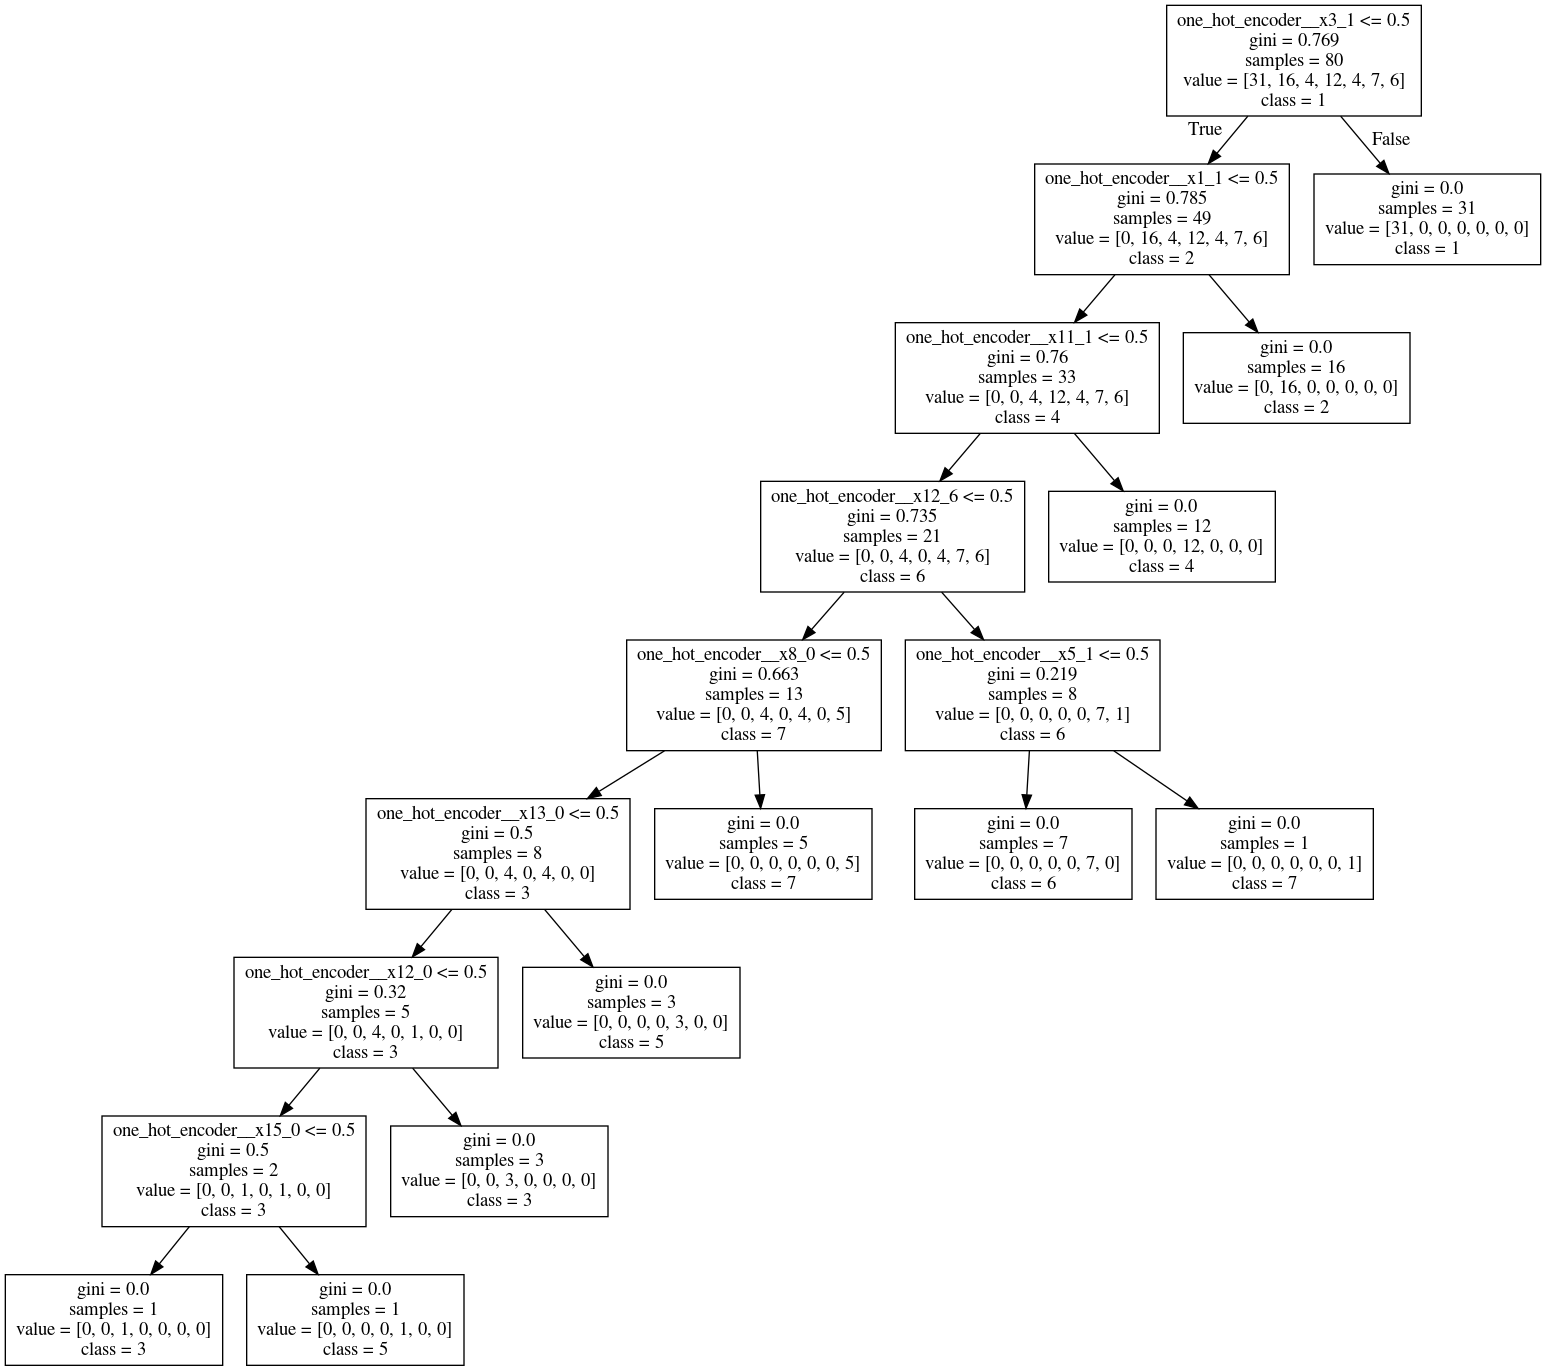 one_hot_encoder__x3_1 <= 0.5
gini = 0.769
samples = 80
value = [31, 16, 4, 12, 4, 7, 6]
class = 1
True
False
one_hot_encoder__x1_1 <= 0.5
gini = 0.785
samples = 49
value = [0, 16, 4, 12, 4, 7, 6]
class = 2
gini = 0.0
samples = 31
value = [31, 0, 0, 0, 0, 0, 0]
class = 1
one_hot_encoder__x11_1 <= 0.5
gini = 0.76
samples = 33
value = [0, 0, 4, 12, 4, 7, 6]
class = 4
gini = 0.0
samples = 16
value = [0, 16, 0, 0, 0, 0, 0]
class = 2
one_hot_encoder__x12_6 <= 0.5
gini = 0.735
samples = 21
value = [0, 0, 4, 0, 4, 7, 6]
class = 6
gini = 0.0
samples = 12
value = [0, 0, 0, 12, 0, 0, 0]
class = 4
one_hot_encoder__x8_0 <= 0.5
gini = 0.663
samples = 13
value = [0, 0, 4, 0, 4, 0, 5]
class = 7
one_hot_encoder__x5_1 <= 0.5
gini = 0.219
samples = 8
value = [0, 0, 0, 0, 0, 7, 1]
class = 6
one_hot_encoder__x13_0 <= 0.5
gini = 0.5
samples = 8
value = [0, 0, 4, 0, 4, 0, 0]
class = 3
gini = 0.0
samples = 5
value = [0, 0, 0, 0, 0, 0, 5]
class = 7
gini = 0.0
samples = 7
value = [0, 0, 0, 0, 0, 7, 0]
class = 6
gini = 0.0
samples = 1
value = [0, 0, 0, 0, 0, 0, 1]
class = 7
one_hot_encoder__x12_0 <= 0.5
gini = 0.32
samples = 5
value = [0, 0, 4, 0, 1, 0, 0]
class = 3
gini = 0.0
samples = 3
value = [0, 0, 0, 0, 3, 0, 0]
class = 5
one_hot_encoder__x15_0 <= 0.5
gini = 0.5
samples = 2
value = [0, 0, 1, 0, 1, 0, 0]
class = 3
gini = 0.0
samples = 3
value = [0, 0, 3, 0, 0, 0, 0]
class = 3
gini = 0.0
samples = 1
value = [0, 0, 1, 0, 0, 0, 0]
class = 3
gini = 0.0
samples = 1
value = [0, 0, 0, 0, 1, 0, 0]
class = 5